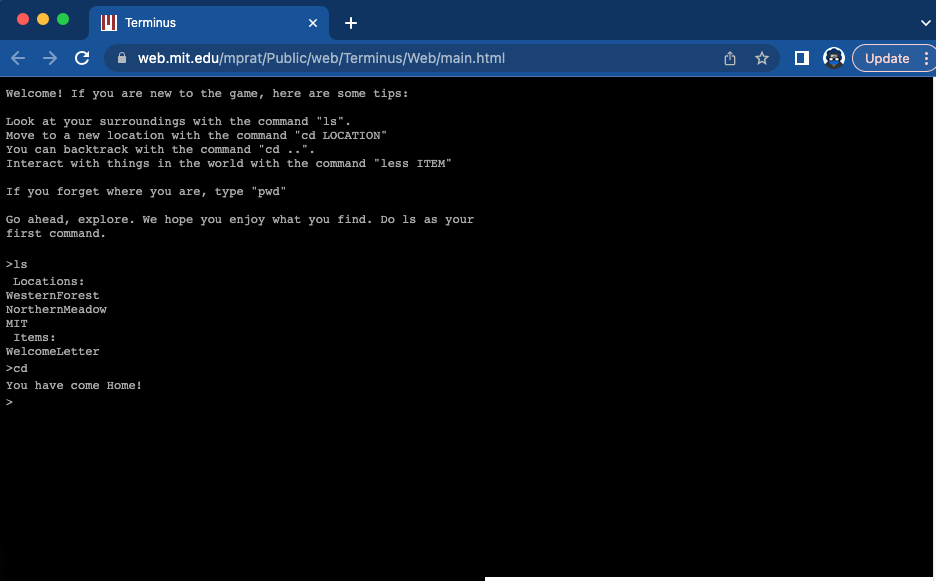 Terminus
web.mit.edu/mprat/Public/web/Terminus/Web/main.html
Update
Welcome! If you are new to the game, here are some tips:
Look at your surroundings with the command "ls".
Move to a new location with the command "cd LOCATION"
You can backtrack with the command "cd ..".
Interact with things in the world with the command "less ITEM"
If you forget where you are, type "pwd"
Go ahead, explore. We hope you enjoy what you find. Do ls as your
first command.
>ls
Locations:
WesternForest
NorthernMeadow
MIT
Items:
WelcomeLetter
>cd
You have come Home!
>